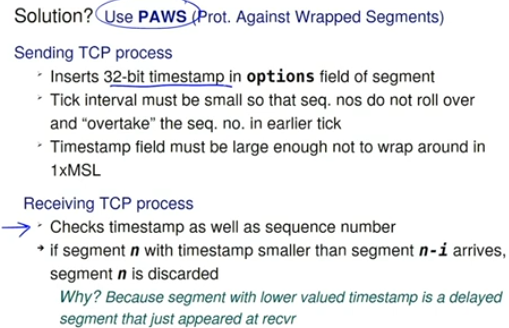 Solution? Use PAWS (Prot. Against Wrapped Segments)
Sending TCP process
Inserts 32-bit timestamp in options field of segment
Tick interval must be small so that seq. nos do not roll over
and “overtake” the seq. no. in earlier tick
Timestamp field must be large enough not to wrap around in
1xMSL
Receiving TCP process
Checks timestamp as well as sequence number
if segment n with timestamp smaller than segment n-i arrives,
segment n is discarded
Why? Because segment with lower valued timestamp is a delayed
segment that just appeared at recvr